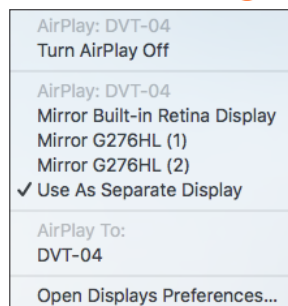 AirPlay: DVT-04
Turn AirPlay Off
AirPlay: DVT-04
Mirror Built-in Retina Display
Mirror G276HL (1)
Mirror G276HL (2)
✓ Use As Separate Display
AirPlay To:
DVT-04
Open Displays Preferences...